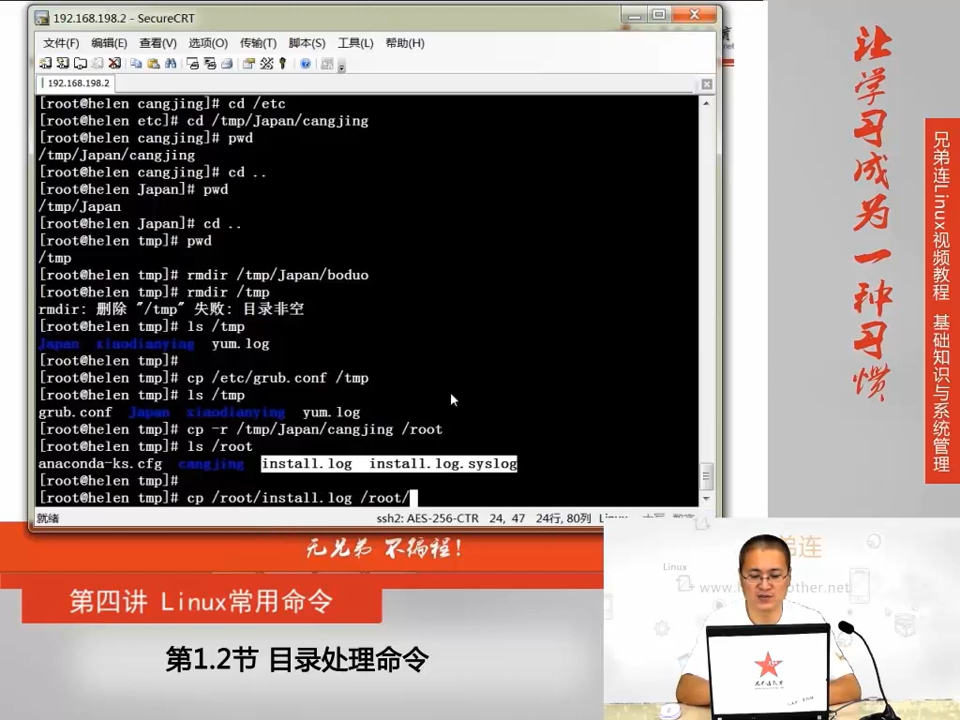 192.168.198.2 - SecureCRT
文件(F) 编辑(E) 查看(V) 选项(O) 传输(T) 脚本(S) 工具(L) 帮助(H)
192.168.198.2
[root@helen cangjing]# cd /etc
[root@helen etc]# cd /tmp/Japan/cangjing
[root@helen cangjing]# pwd
/tmp/Japan/cangjing
[root@helen cangjing]# cd ..
[root@helen Japan]# pwd
/tmp/Japan
[root@helen Japan]# cd ..
[root@helen tmp]# pwd
/tmp
[root@helen tmp]# rmdir /tmp/Japan/boduo
[root@helen tmp]# rmdir /tmp
rmdir: 删除 "/tmp" 失败: 目录非空
[root@helen tmp]# ls /tmp
Japan xiaodianying yum.log
[root@helen tmp]#
[root@helen tmp]# cp /etc/grub.conf /tmp
[root@helen tmp]# ls /tmp
grub.conf Japan xiaodianying yum.log
[root@helen tmp]# cp -r /tmp/Japan/cangjing /root
[root@helen tmp]# ls /root
anaconda-ks.cfg cangjing install.log install.log.syslog
[root@helen tmp]#
[root@helen tmp]# cp /root/install.log /root/
就绪 ssh2: AES-256-CTR 24, 47 24行, 80列
无兄弟 不编程!
第四讲 Linux常用命令
第1.2节 目录处理命令
让学习成为一种习惯
兄弟连Linux视频教程 基础知识与系统管理
弟连
Linux